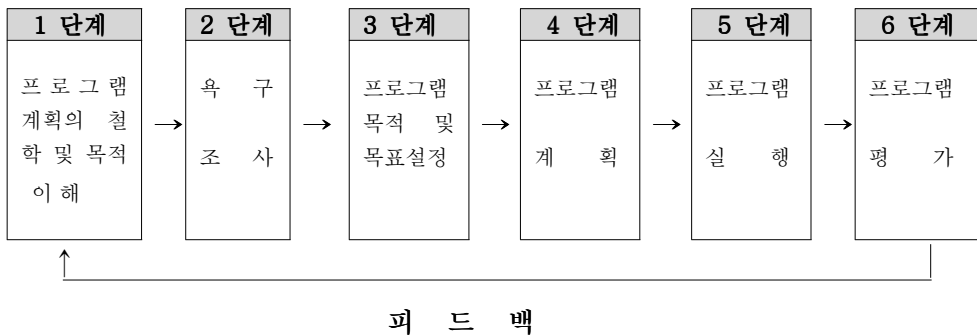 1 단계
프 로 그 램
계획의 철
학 및 목적
이 해
2 단계
욕 구
조 사
3 단계
프로그램
목적 및
목표설정
4 단계
프로그램
계 획
5 단계
프로그램
실 행
6 단계
프로그램
평 가
피 드 백